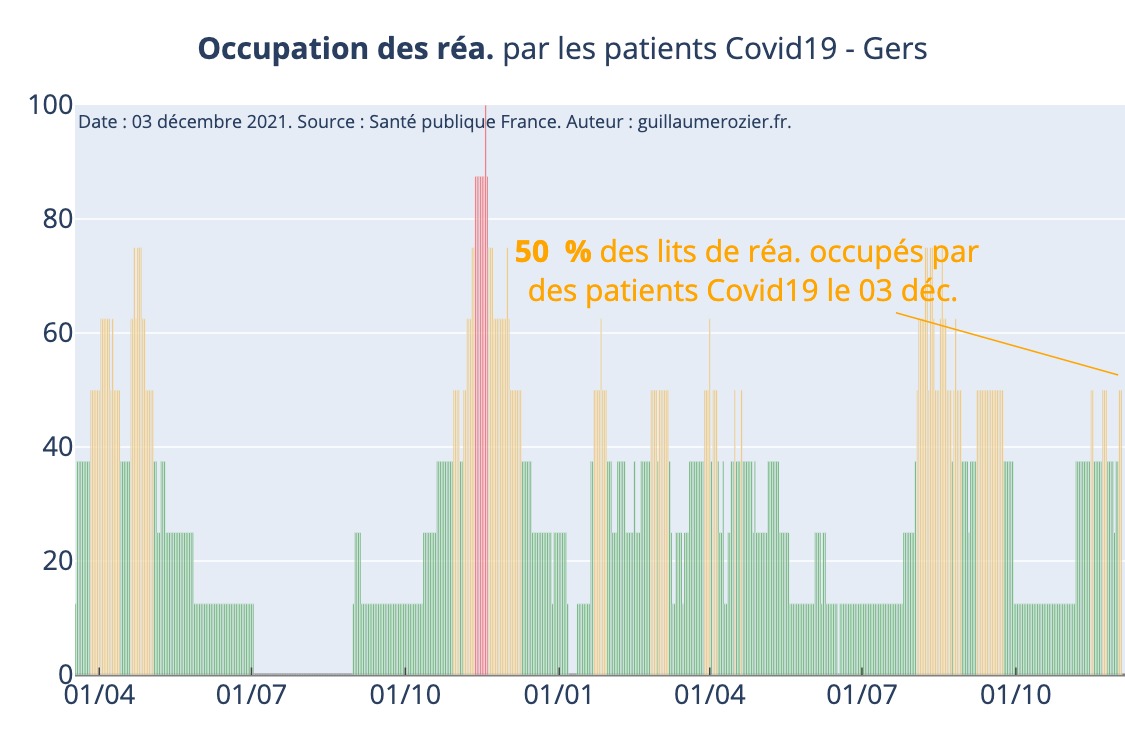 Occupation des réa. par les patients Covid19 - Gers
100
Date : 03 décembre 2021. Source : Santé publique France. Auteur : guillaumerozier.fr.
80
50 % des lits de réa. occupés par
des patients Covid19 le 03 déc.
60
40
20
0
01/04 01/07 01/10 01/01 01/04 01/07 01/10